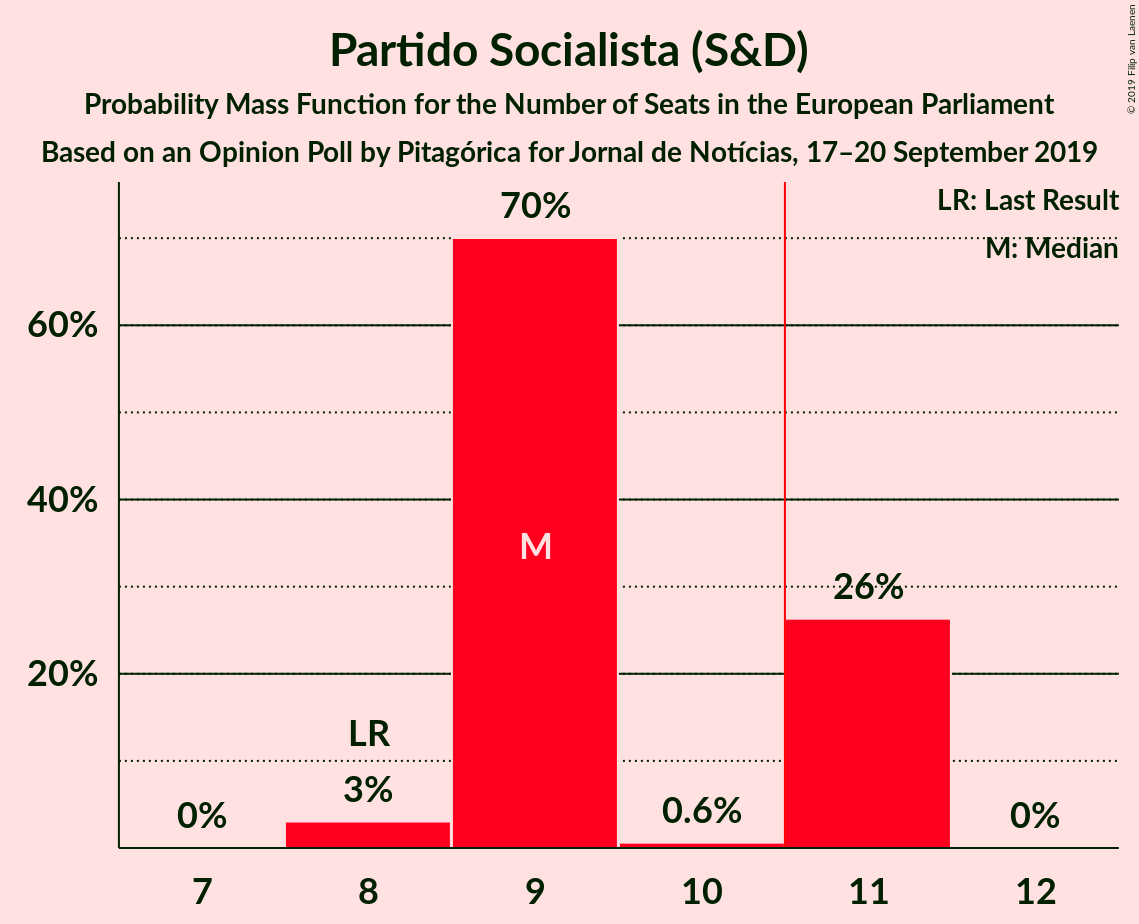 Partido Socialista (S&D)
Probability Mass Function for the Number of Seats in the European Parliament
Based on an Opinion Poll by Pitagórica for Jornal de Notícias, 17–20 September 2019
© 2019 Filip van Laenen
LR: Last Result
M: Median
70%
60%
40%
M
26%
20%
LR
3%
0%
0.6%
0%
7 8 9 10 11 12